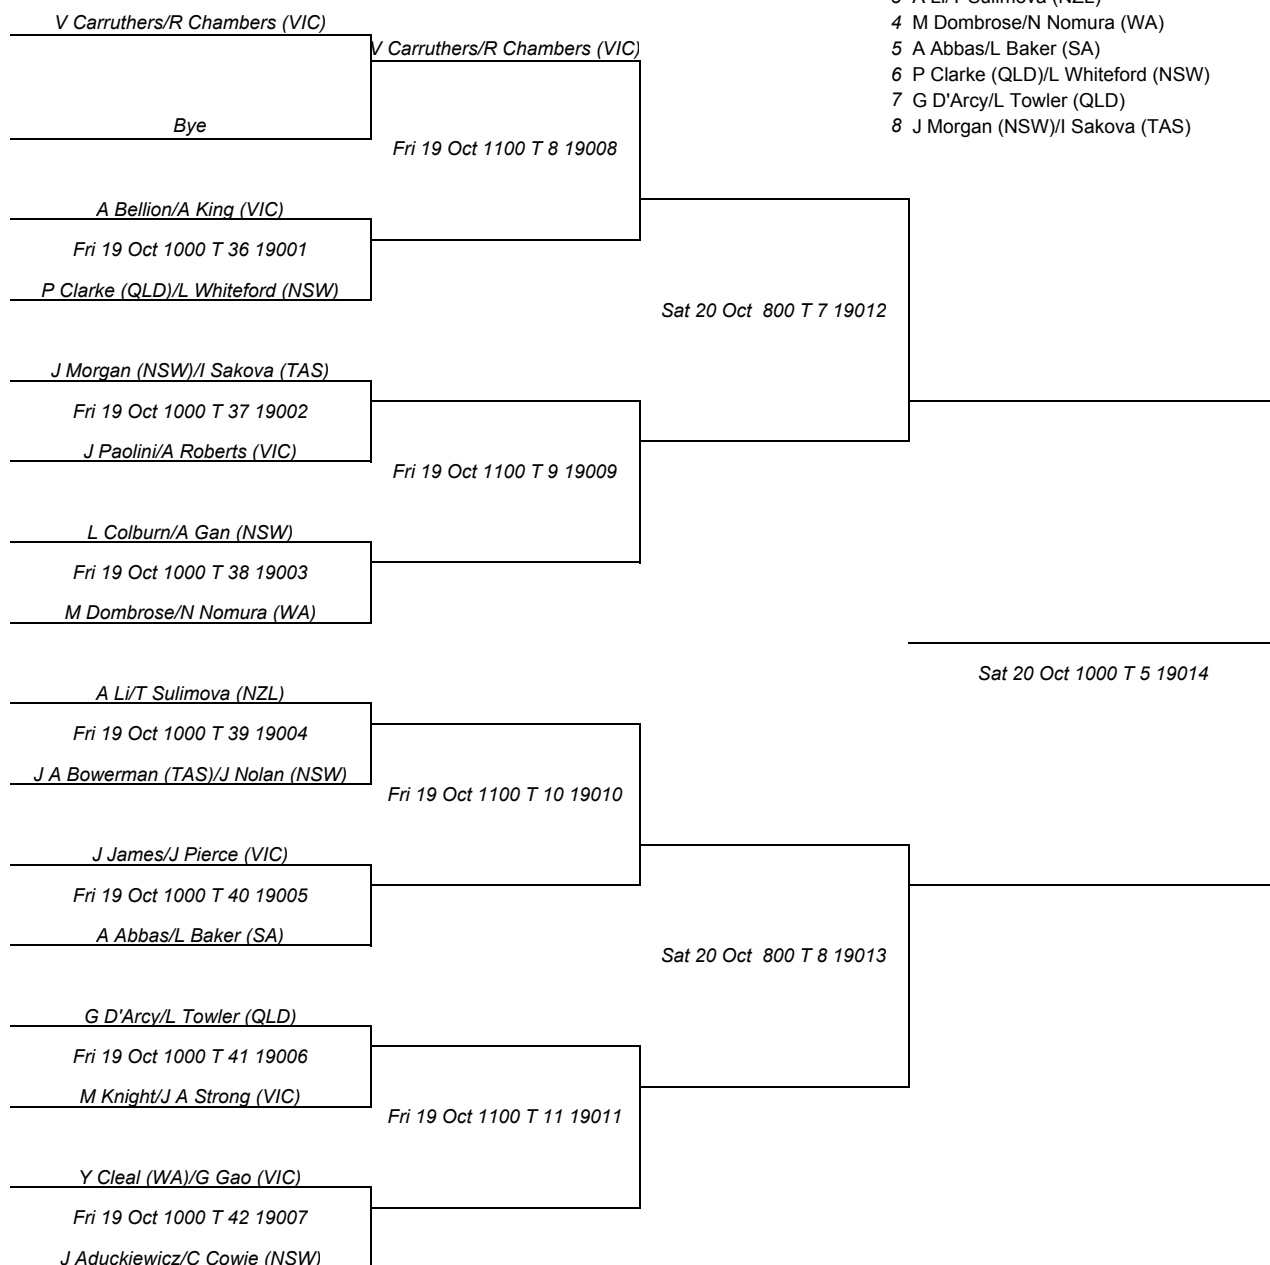 3 A Li/T Sulimova (NZL)
4 M Dombrose/N Nomura (WA)
5 A Abbas/L Baker (SA)
6 P Clarke (QLD)/L Whiteford (NSW)
7 G D'Arcy/L Towler (QLD)
8 J Morgan (NSW)/I Sakova (TAS)
V Carruthers/R Chambers (VIC)
V Carruthers/R Chambers (VIC)
Bye
Fri 19 Oct 1100 T 8 19008
A Bellion/A King (VIC)
Fri 19 Oct 1000 T 36 19001
P Clarke (QLD)/L Whiteford (NSW)
Sat 20 Oct 800 T 7 19012
J Morgan (NSW)/I Sakova (TAS)
Fri 19 Oct 1000 T 37 19002
J Paolini/A Roberts (VIC)
Fri 19 Oct 1100 T 9 19009
L Colburn/A Gan (NSW)
Fri 19 Oct 1000 T 38 19003
M Dombrose/N Nomura (WA)
Sat 20 Oct 1000 T 5 19014
A Li/T Sulimova (NZL)
Fri 19 Oct 1000 T 39 19004
J A Bowerman (TAS)/J Nolan (NSW)
Fri 19 Oct 1100 T 10 19010
J James/J Pierce (VIC)
Fri 19 Oct 1000 T 40 19005
A Abbas/L Baker (SA)
Sat 20 Oct 800 T 8 19013
G D'Arcy/L Towler (QLD)
Fri 19 Oct 1000 T 41 19006
M Knight/J A Strong (VIC)
Fri 19 Oct 1100 T 11 19011
Y Cleal (WA)/G Gao (VIC)
Fri 19 Oct 1000 T 42 19007
J Aduckiewicz/C Cowie (NSW)